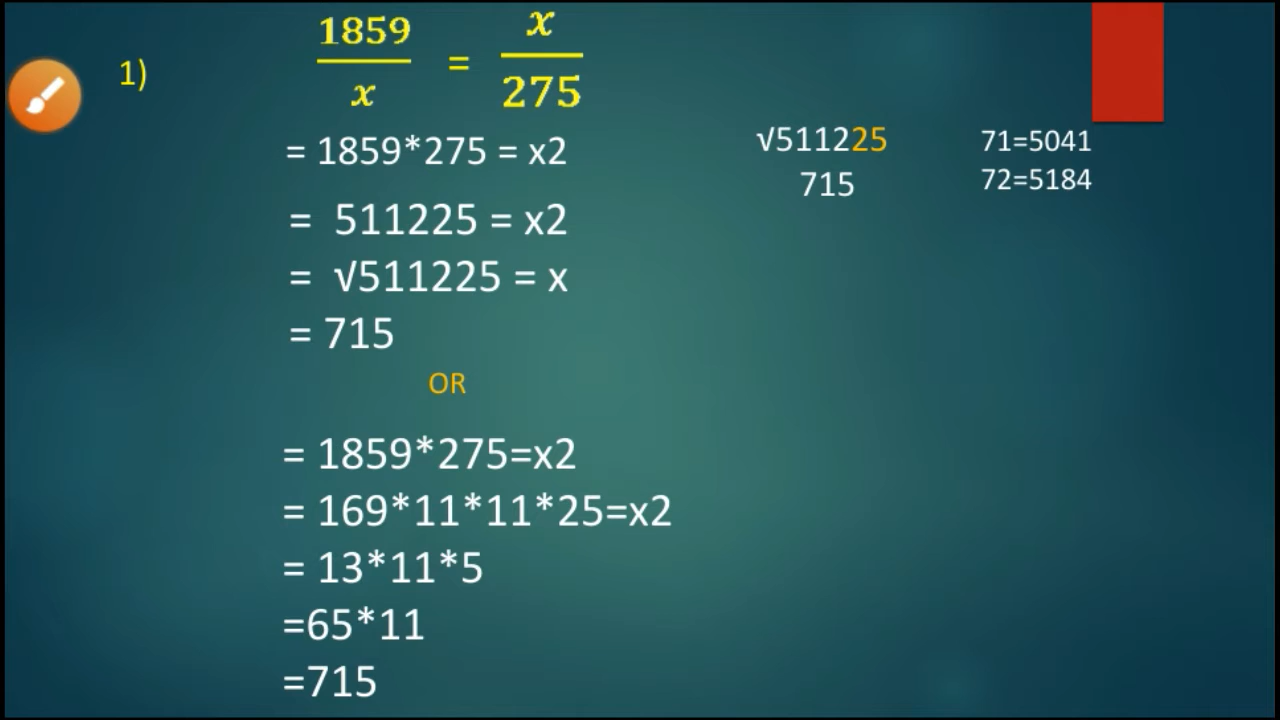 1)
1859
x
=
x
275
= 1859*275 = x2
= 511225 = x2
= √511225 = x
= 715
OR
= 1859*275=x2
= 169*11*11*25=x2
= 13*11*5
=65*11
=715
√511225
715
71=5041
72=5184